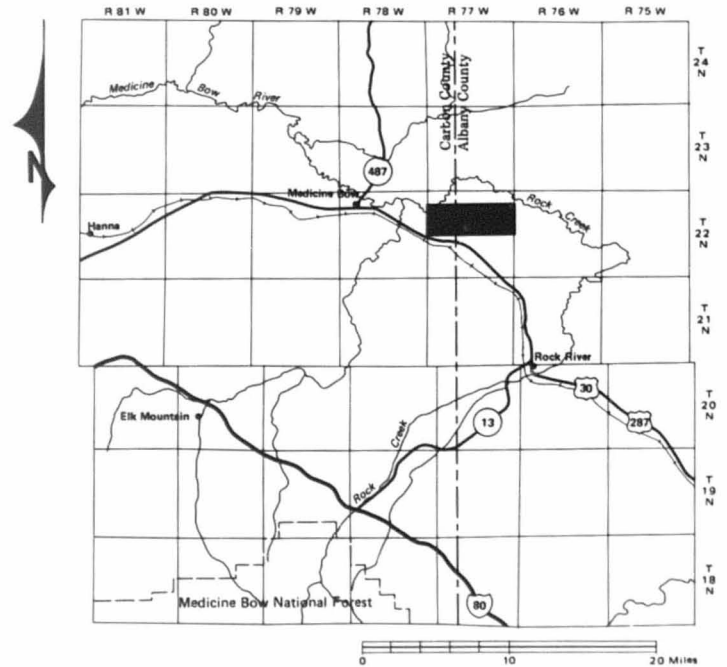 R 81 W R 80 W R 79 W R 78 W R 77 W R 76 W R 75 W
T 24 N
Medicine Bow River
Carbon County
Albany County
T 23 N
487
N
Medicine Bow
Rock Creek
Hanna
T 22 N
T 21 N
Rock River
30
T 20 N
Elk Mountain
287
13
Rock Creek
T 19 N
T 18 N
Medicine Bow National Forest
80
0 10 20 Miles